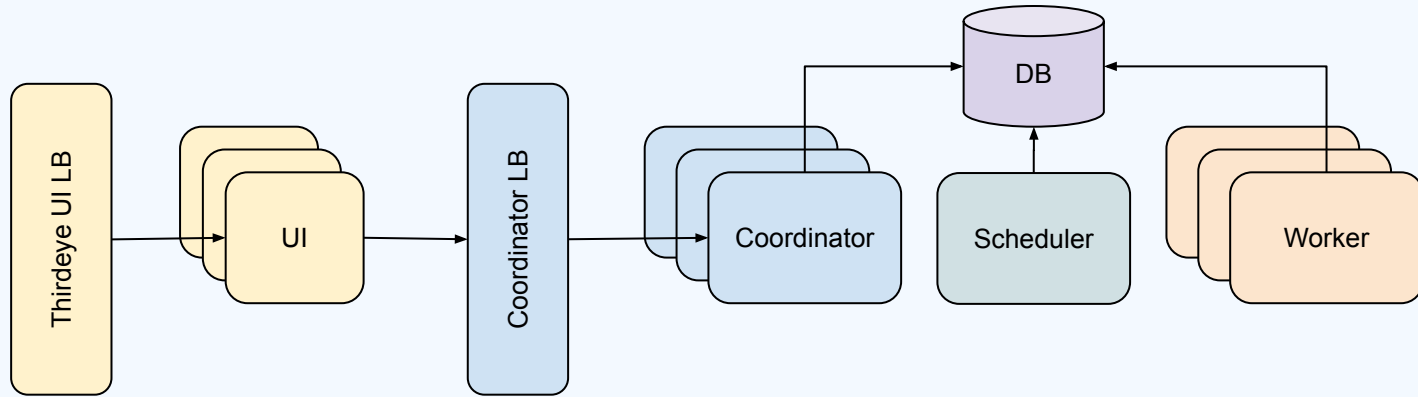 Thirdeye UI LB
UI
Coordinator LB
Coordinator
DB
Scheduler
Worker